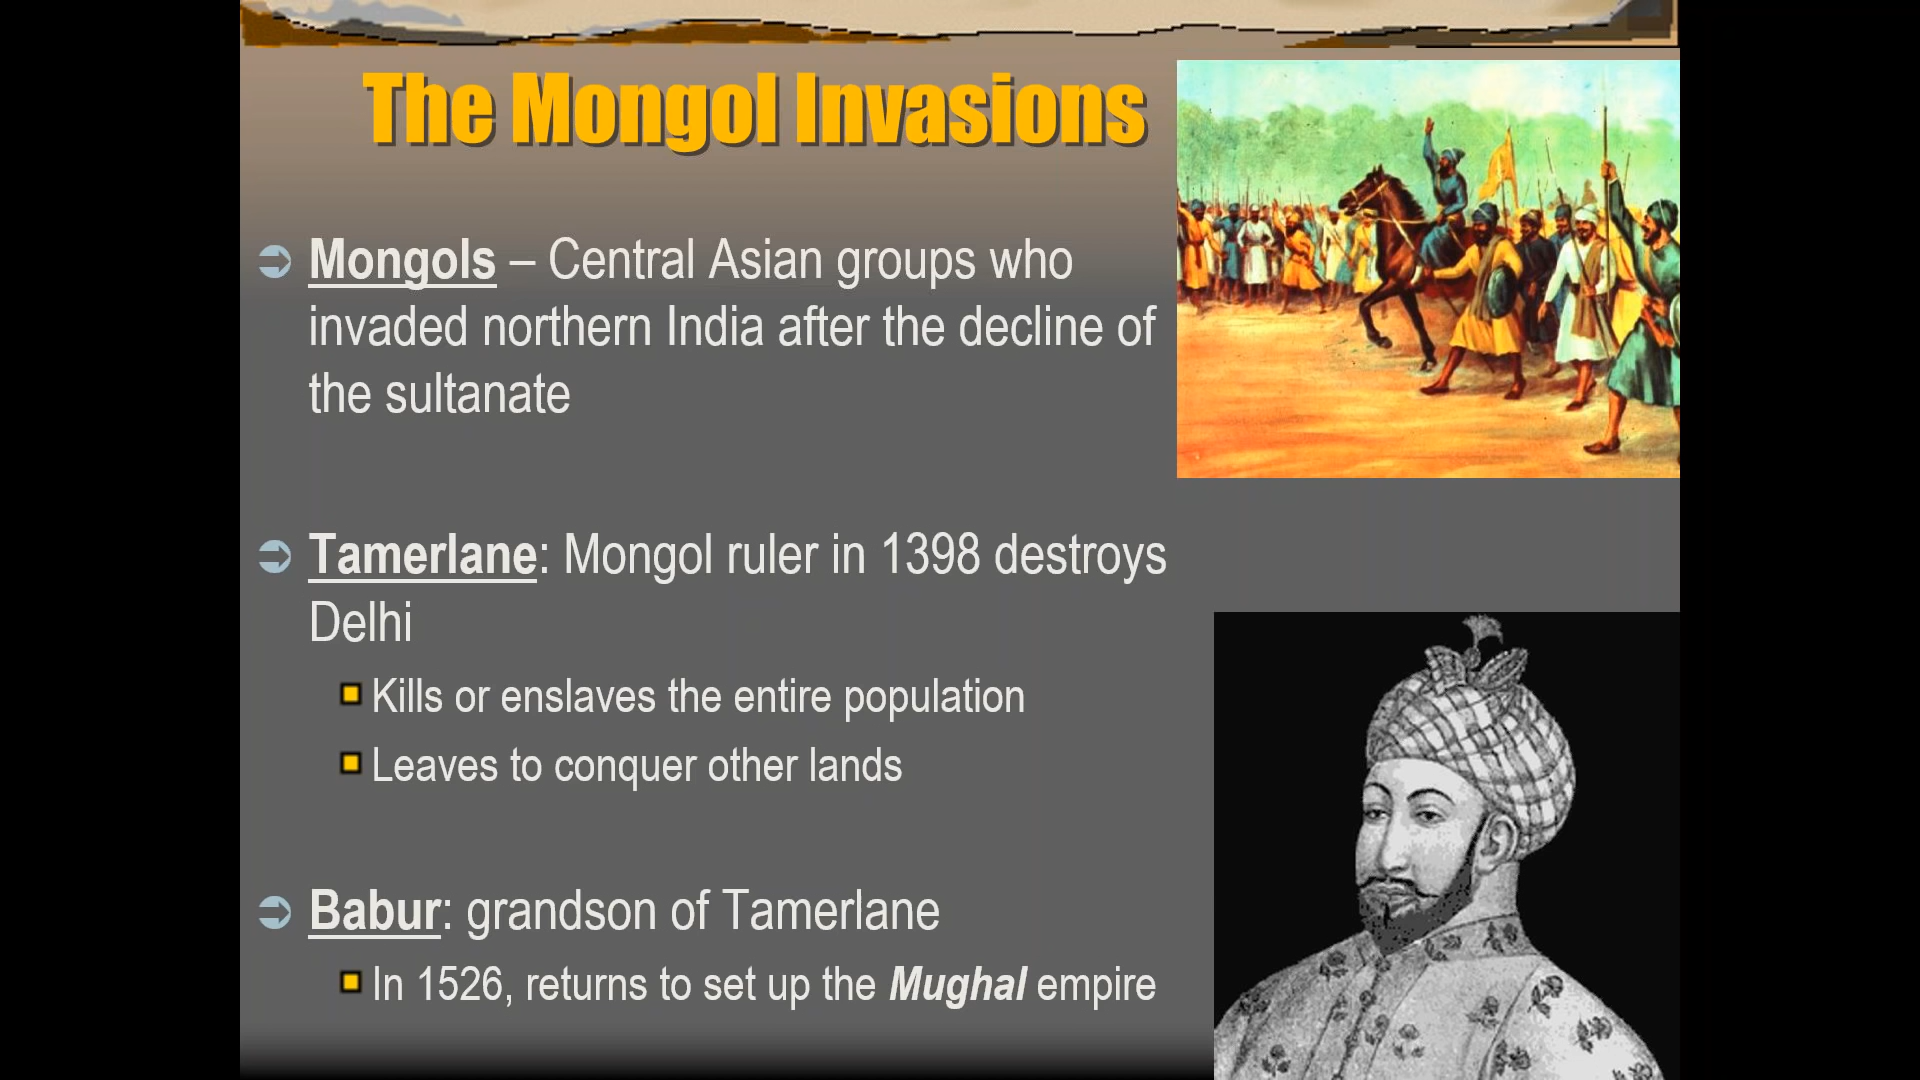 The Mongol Invasions
Mongols – Central Asian groups who
invaded northern India after the decline of
the sultanate
Tamerlane: Mongol ruler in 1398 destroys
Delhi
Kills or enslaves the entire population
Leaves to conquer other lands
Babur: grandson of Tamerlane
In 1526, returns to set up the Mughal empire